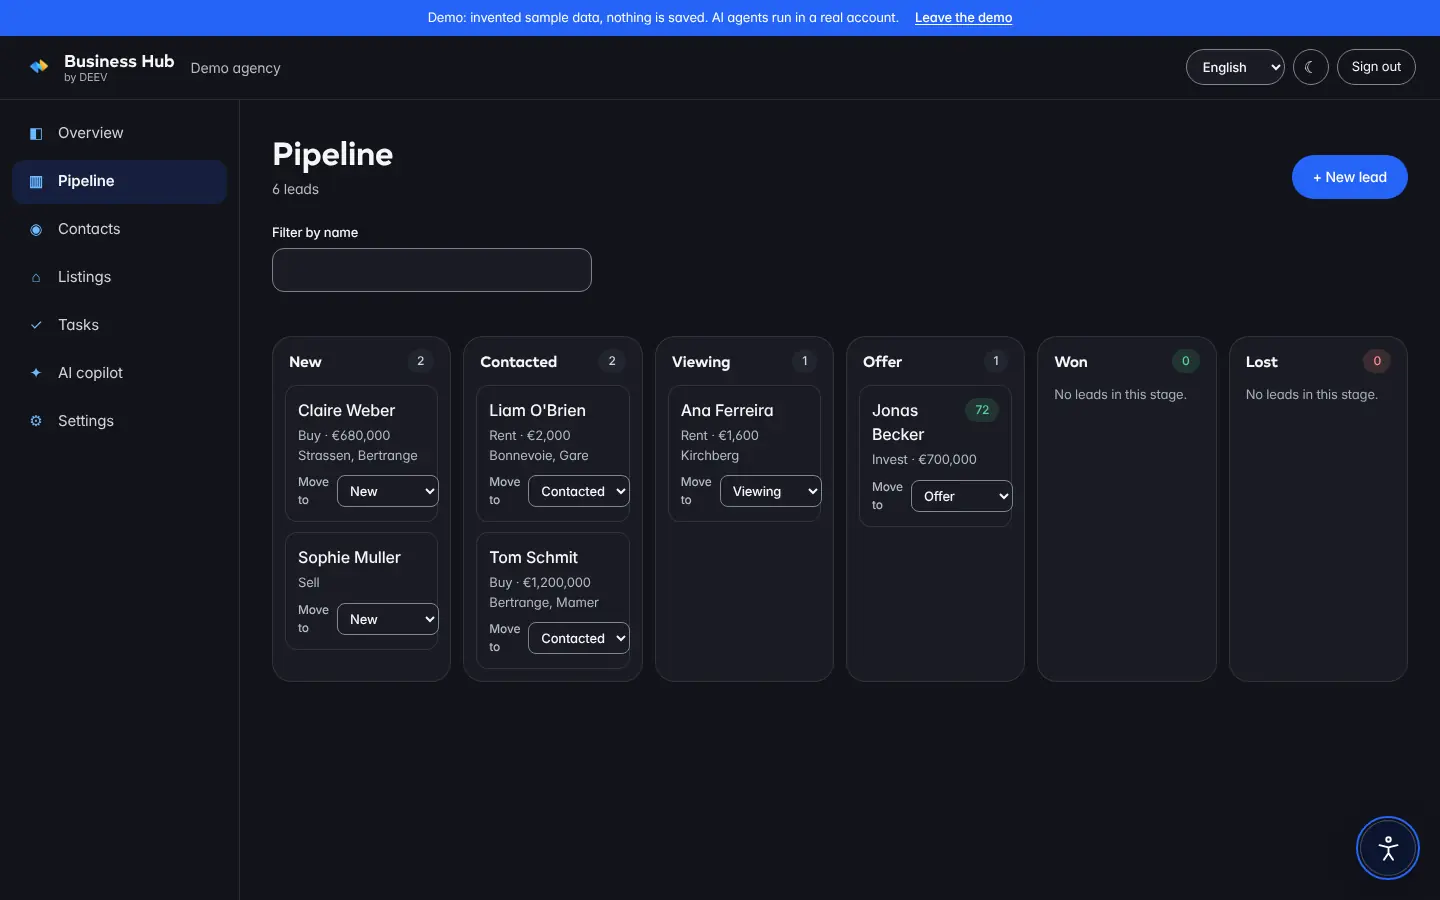 Demo: invented sample data, nothing is saved. AI agents run in a real account. Leave the demo
Business Hub
by DEEV
Demo agency
English
Sign out
Overview
Pipeline
Contacts
Listings
Tasks
AI copilot
Settings
Pipeline
6 leads
+ New lead
Filter by name
New 2
Claire Weber
Buy · €680,000
Strassen, Bertrange
Move
to
New
Sophie Muller
Sell
Move
to
New
Contacted 2
Liam O'Brien
Rent · €2,000
Bonnevoie, Gare
Move
to
Contacted
Tom Schmit
Buy · €1,200,000
Bertrange, Mamer
Move
to
Contacted
Viewing 1
Ana Ferreira
Rent · €1,600
Kirchberg
Move
to
Viewing
Offer 1
Jonas
Becker
72
Invest · €700,000
Move
to
Offer
Won 0
No leads in this stage.
Lost 0
No leads in this stage.